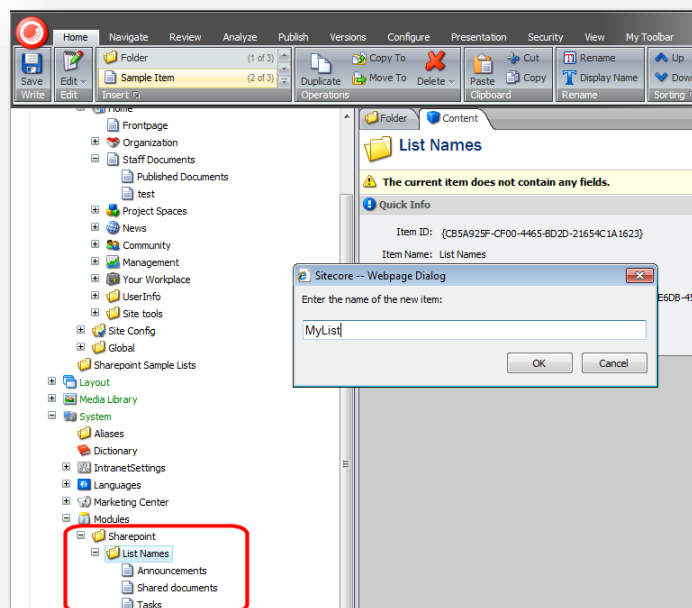 Home Navigate Review Analyze Publish Versions Configure Presentation Security View My Toolbar
Save
Write
Edit
Edit
Folder (1 of 3)
Sample Item (2 of 3)
Insert
Duplicate
Copy To
Move To
Delete
Operations
Paste
Cut
Copy
Clipboard
Rename
Display Name
Rename
Up
Down
Sorting
Home
Frontpage
Organization
Staff Documents
Published Documents
test
Project Spaces
News
Community
Management
Your Workplace
UserInfo
Site tools
Site Config
Global
Sharepoint Sample Lists
Layout
Media Library
System
Aliases
Dictionary
IntranetSettings
Languages
Marketing Center
Modules
Sharepoint
List Names
Announcements
Shared documents
Tasks
Folder Content
List Names
The current item does not contain any fields.
Quick Info
Item ID: {CB5A925F-CF00-4465-BD2D-21654C1A1623}
Item Name: List Names
E6DB-45
Sitecore -- Webpage Dialog
Enter the name of the new item:
MyList
OK Cancel